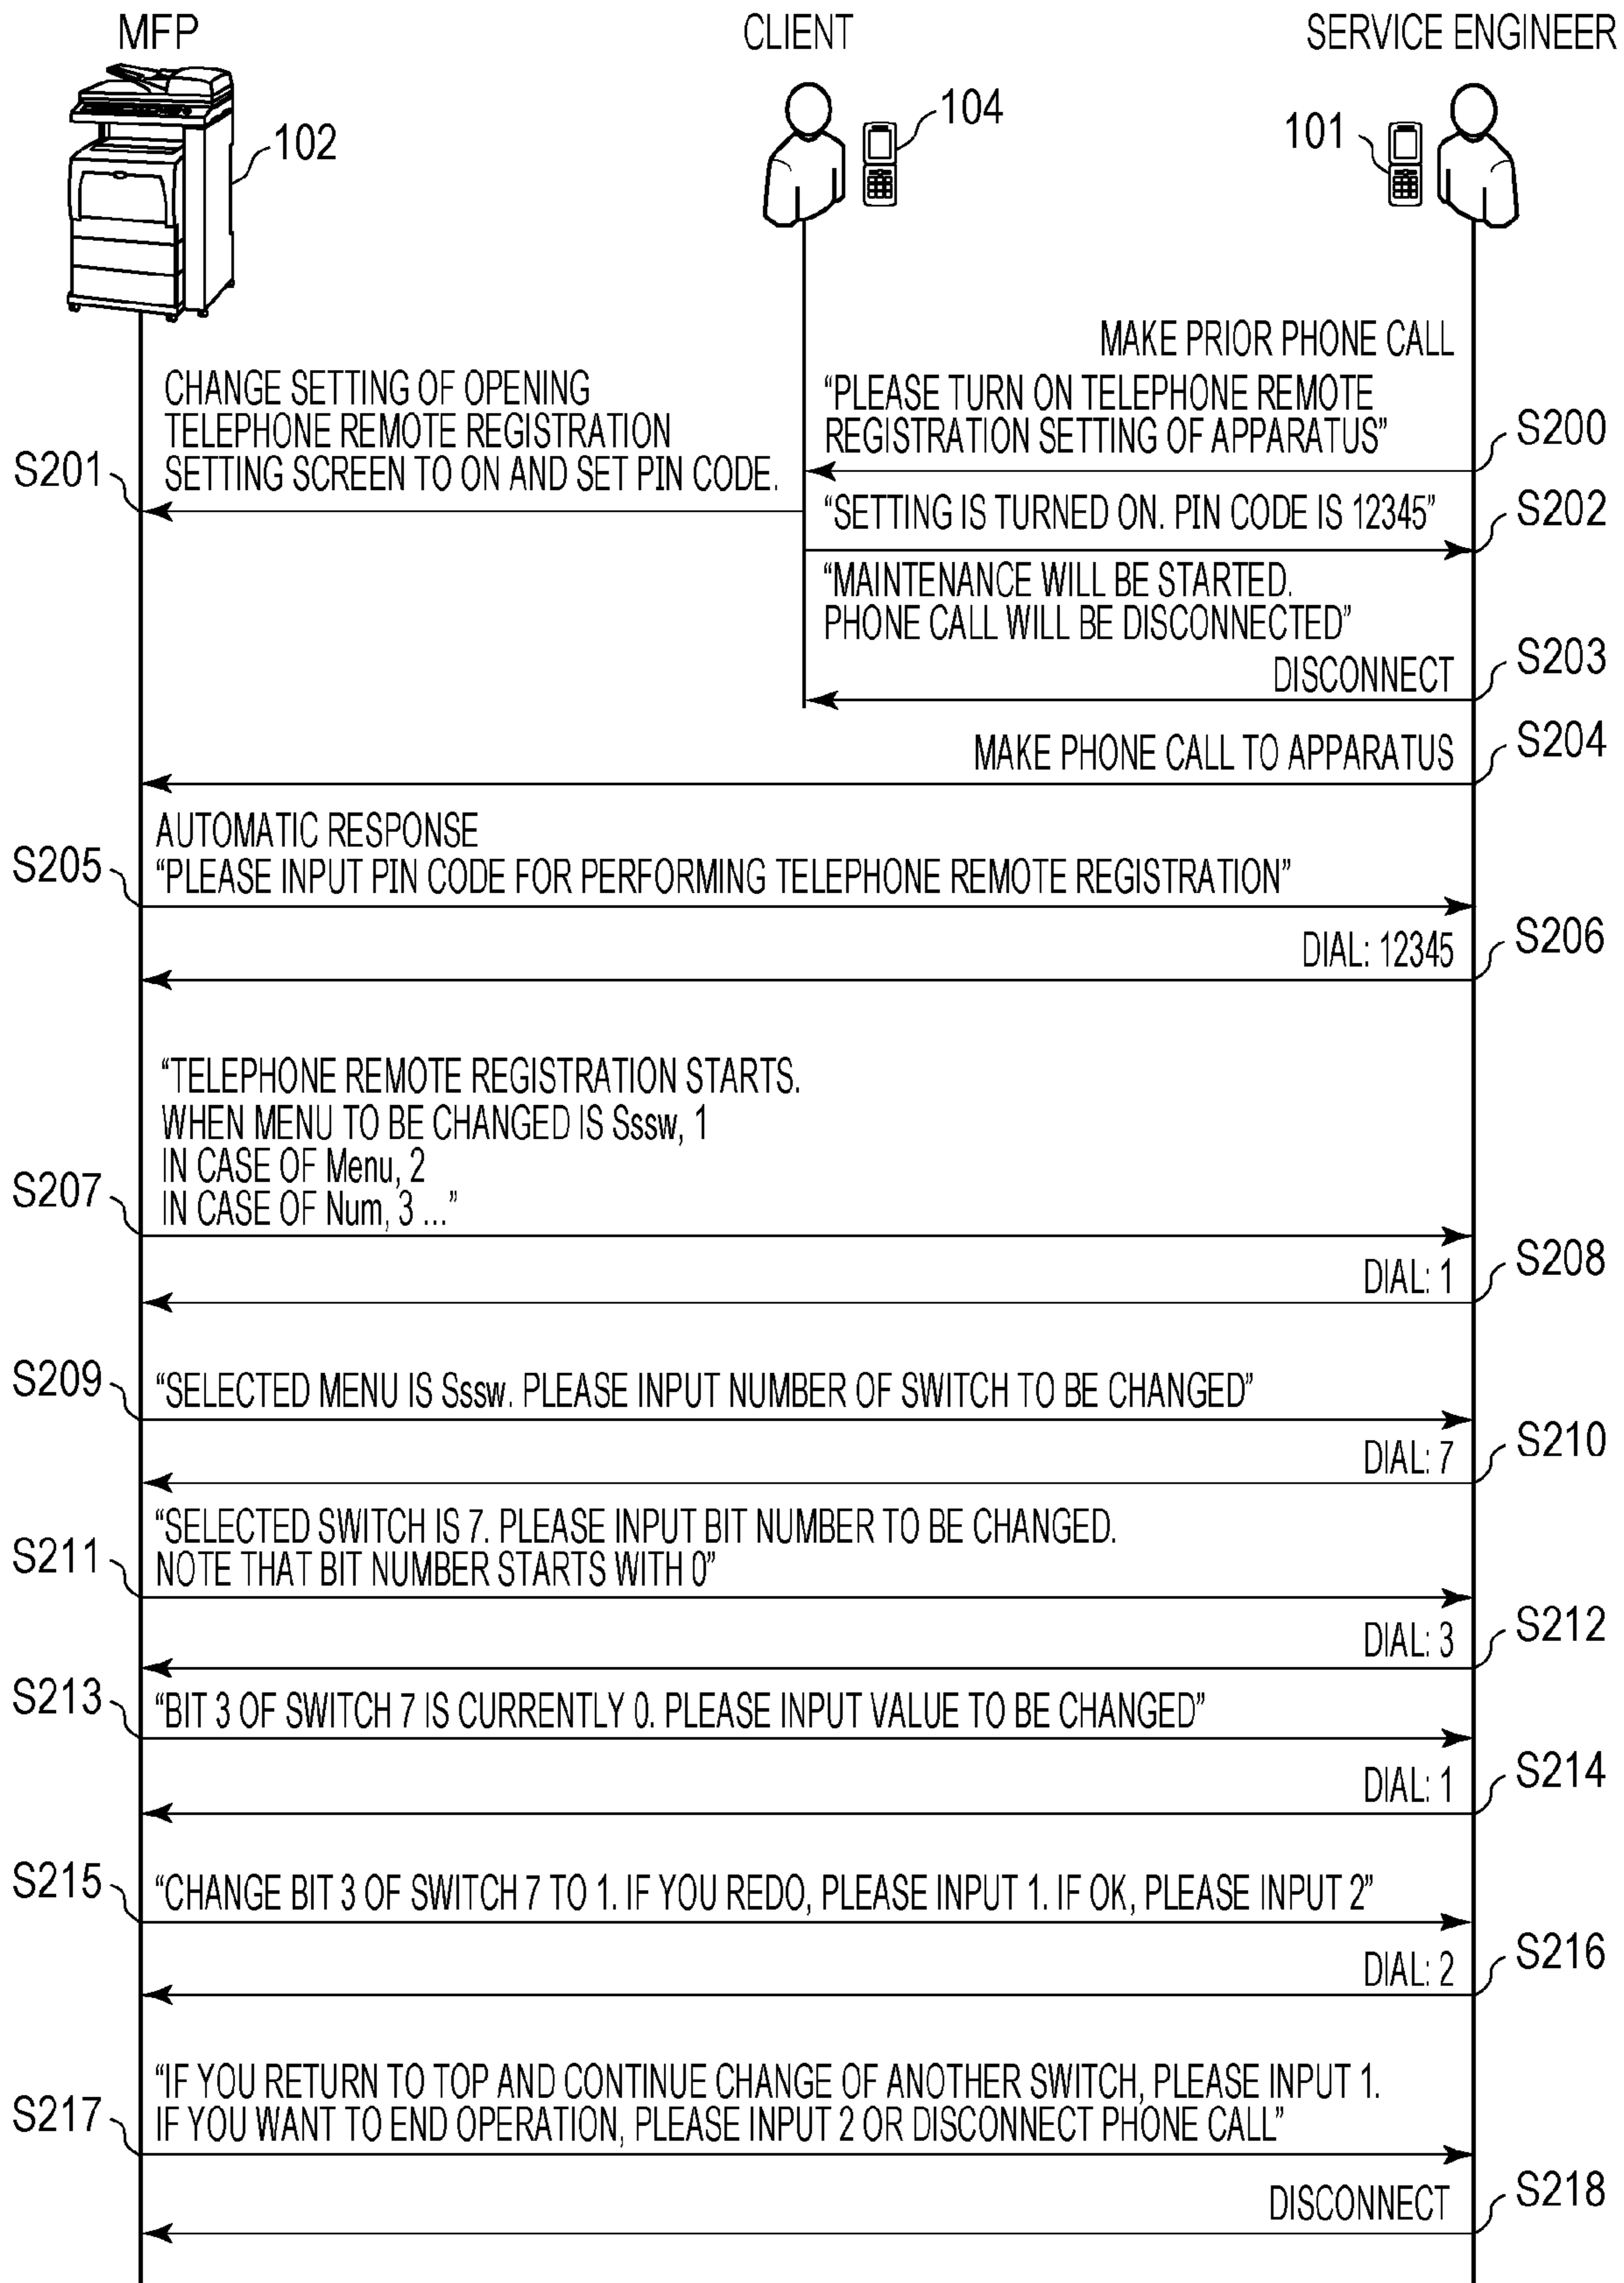 MFP
CLIENT
SERVICE ENGINEER
102
104
101
MAKE PRIOR PHONE CALL
“PLEASE TURN ON TELEPHONE REMOTE
REGISTRATION SETTING OF APPARATUS”
S200
CHANGE SETTING OF OPENING
TELEPHONE REMOTE REGISTRATION
SETTING SCREEN TO ON AND SET PIN CODE.
S201
“SETTING IS TURNED ON. PIN CODE IS 12345”
S202
“MAINTENANCE WILL BE STARTED.
PHONE CALL WILL BE DISCONNECTED”
DISCONNECT
S203
MAKE PHONE CALL TO APPARATUS
S204
AUTOMATIC RESPONSE
“PLEASE INPUT PIN CODE FOR PERFORMING TELEPHONE REMOTE REGISTRATION”
S205
DIAL: 12345
S206
“TELEPHONE REMOTE REGISTRATION STARTS.
WHEN MENU TO BE CHANGED IS Sssw, 1
IN CASE OF Menu, 2
IN CASE OF Num, 3 ...”
S207
DIAL: 1
S208
S209
“SELECTED MENU IS Sssw. PLEASE INPUT NUMBER OF SWITCH TO BE CHANGED”
DIAL: 7
S210
“SELECTED SWITCH IS 7. PLEASE INPUT BIT NUMBER TO BE CHANGED.
NOTE THAT BIT NUMBER STARTS WITH 0”
S211
DIAL: 3
S212
S213
“BIT 3 OF SWITCH 7 IS CURRENTLY 0. PLEASE INPUT VALUE TO BE CHANGED”
DIAL: 1
S214
S215
“CHANGE BIT 3 OF SWITCH 7 TO 1. IF YOU REDO, PLEASE INPUT 1. IF OK, PLEASE INPUT 2”
DIAL: 2
S216
“IF YOU RETURN TO TOP AND CONTINUE CHANGE OF ANOTHER SWITCH, PLEASE INPUT 1.
IF YOU WANT TO END OPERATION, PLEASE INPUT 2 OR DISCONNECT PHONE CALL”
S217
DISCONNECT
S218